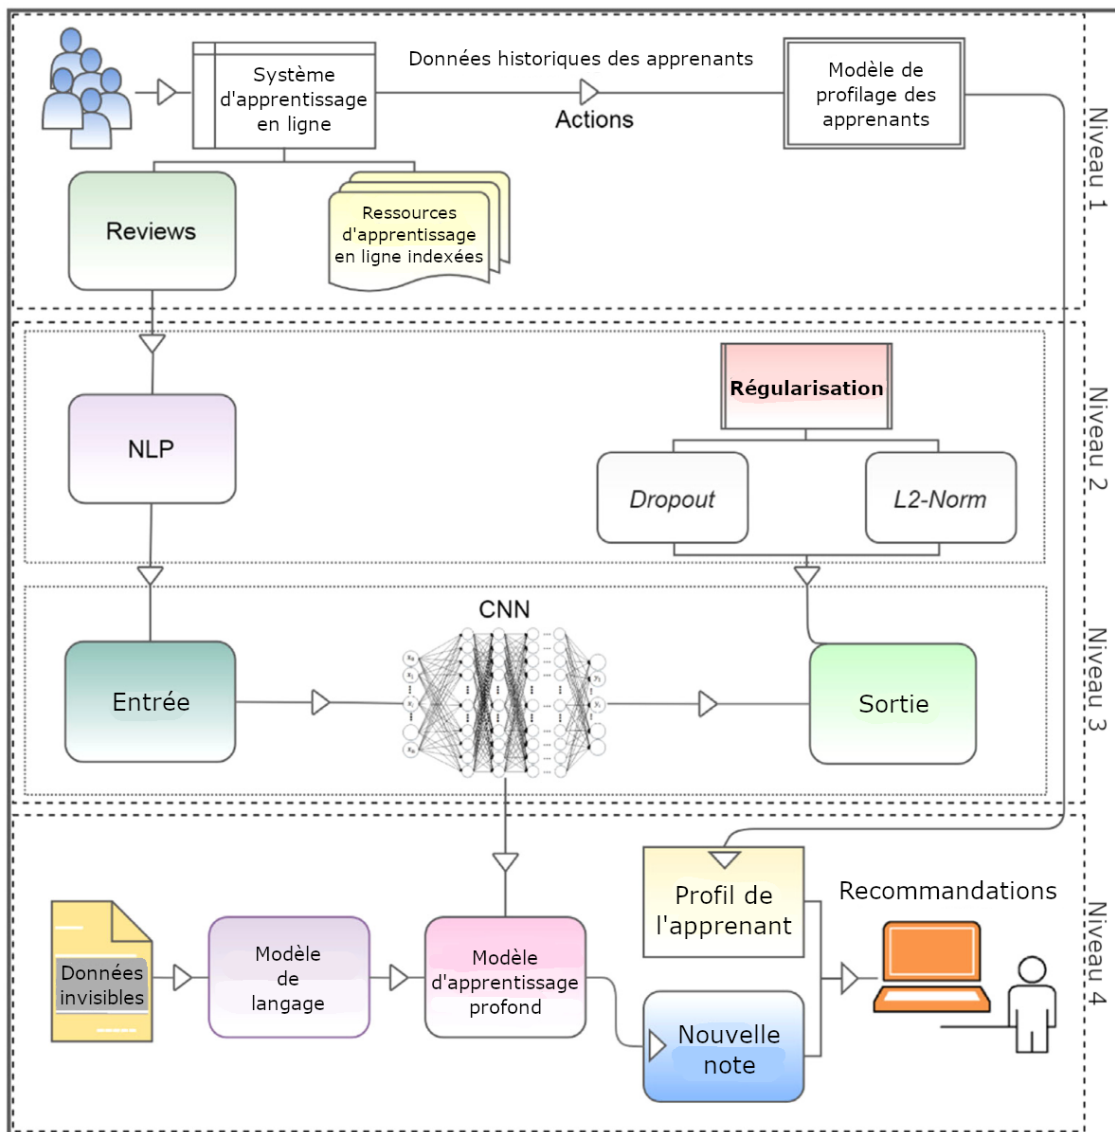 Système
d'apprentissage
en ligne
Données historiques des apprenants
Actions
Modèle de
profilage des
apprenants
Niveau 1
Reviews
Ressources
d'apprentissage
en ligne indexées
Niveau 2
Régularisation
NLP
Dropout
L2-Norm
CNN
Niveau 3
Entrée
Sortie
Niveau 4
Profil de
l'apprenant
Recommandations
Données
invisibles
Modèle
de
langage
Modèle
d'apprentissage
profond
Nouvelle
note